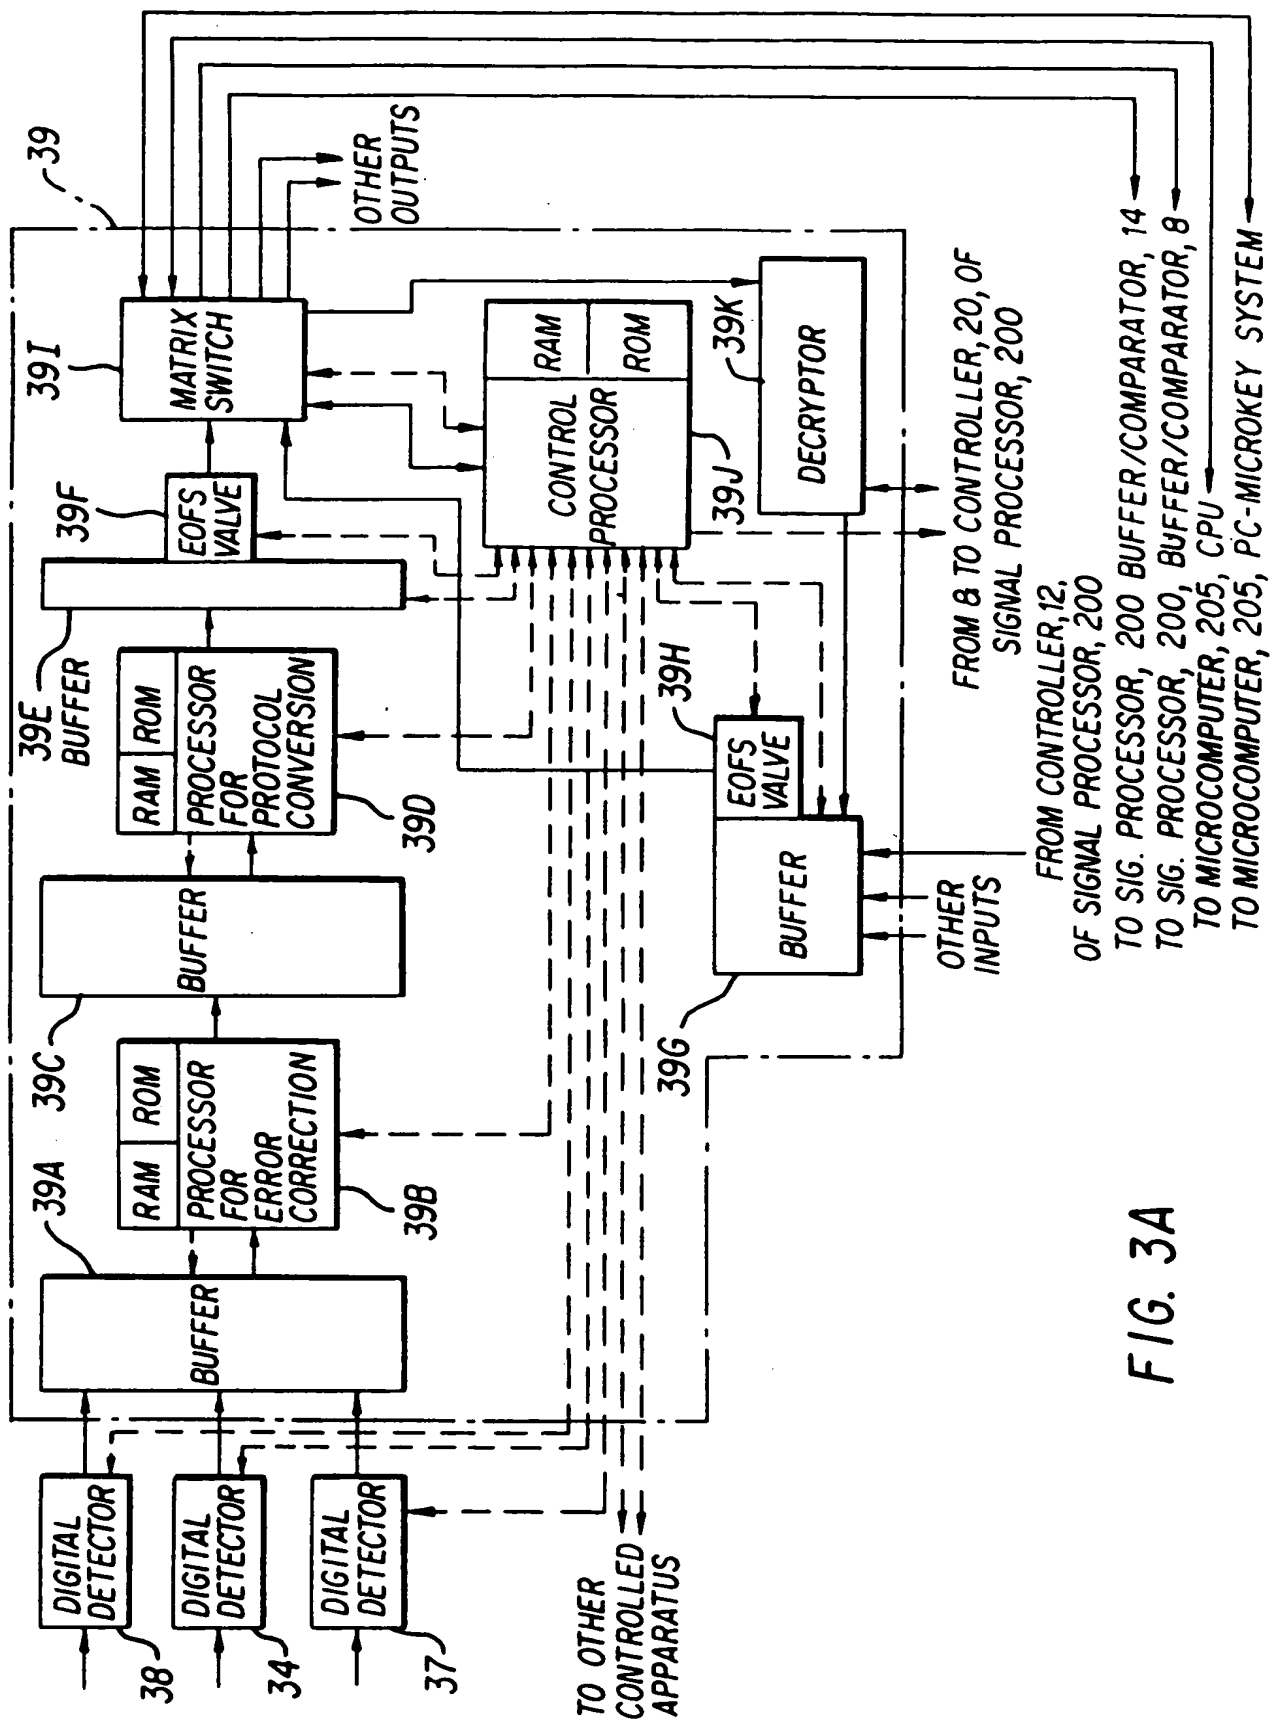 39
39I
MATRIX
SWITCH
OTHER
OUTPUTS
39F
EOFS
VALVE
39E
BUFFER
RAM
ROM
PROCESSOR
FOR
PROTOCOL
CONVERSION
39D
BUFFER
39C
RAM
ROM
PROCESSOR
FOR
ERROR
CORRECTION
39B
39A
BUFFER
DIGITAL
DETECTOR
38
DIGITAL
DETECTOR
34
DIGITAL
DETECTOR
37
TO OTHER
CONTROLLED
APPARATUS
CONTROL
PROCESSOR
RAM
ROM
39J
39K
DECRYPTOR
39H
EOFS
VALVE
BUFFER
39G
OTHER
INPUTS
FROM & TO CONTROLLER, 20, OF
SIGNAL PROCESSOR, 200
FROM CONTROLLER, 12,
OF SIGNAL PROCESSOR, 200
TO SIG. PROCESSOR, 200 BUFFER/COMPARATOR, 14
TO SIG. PROCESSOR, 200, BUFFER/COMPARATOR, 8
TO MICROCOMPUTER, 205, CPU
TO MICROCOMPUTER, 205, PC-MICROKEY SYSTEM
FIG. 3A